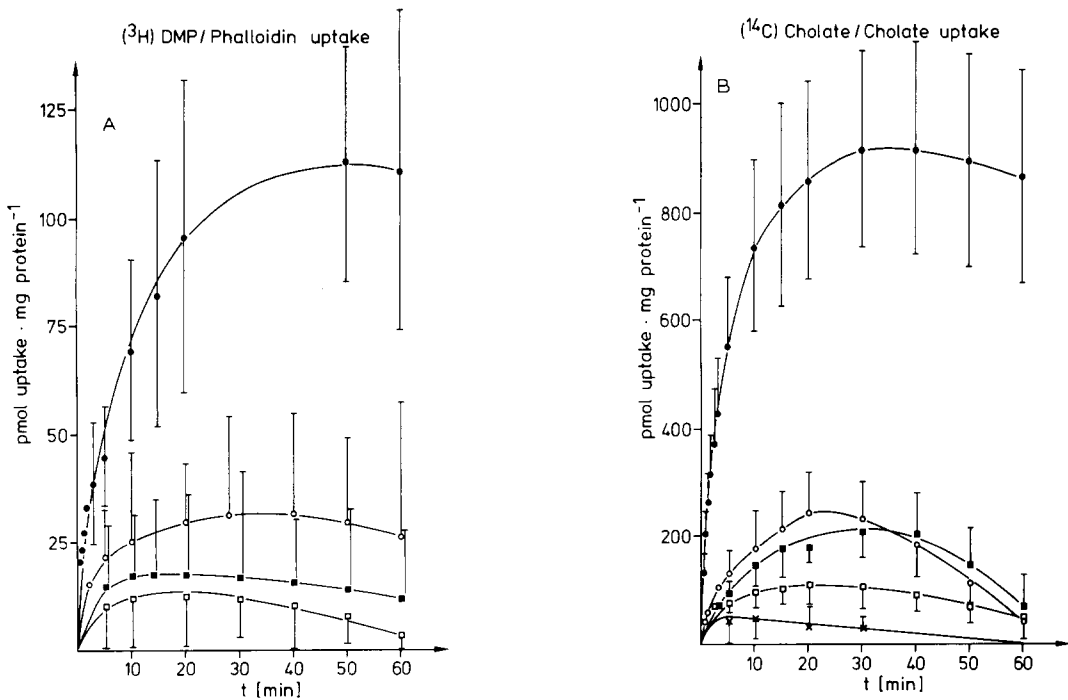 (³H) DMP/Phalloidin uptake
A
pmol uptake · mg protein⁻¹
125
100
75
50
25
10 20 30 40 50 60
t [min]
(¹⁴C) Cholate/Cholate uptake
B
pmol uptake · mg protein⁻¹
1000
800
600
400
200
10 20 30 40 50 60
t [min]